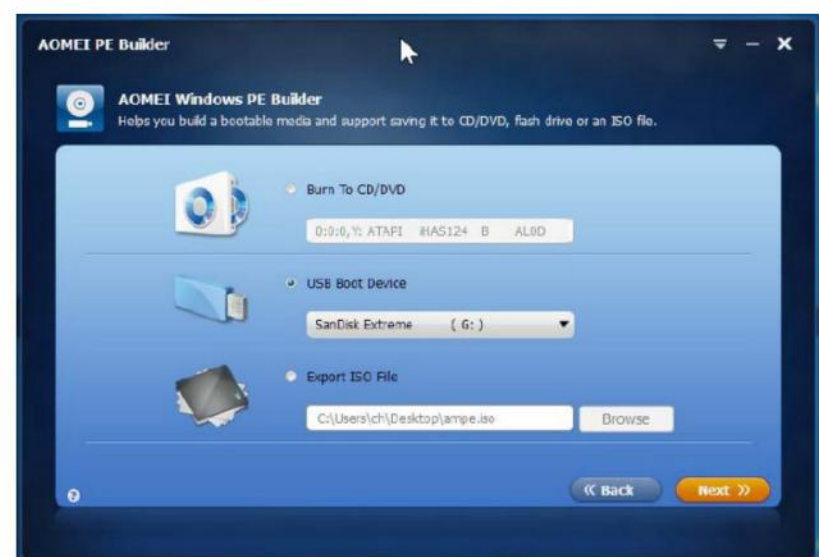 AOMEI PE Builder
AOMEI Windows PE Builder
Helps you build a bootable media and support saving it to CD/DVD, flash drive or an ISO file.
Burn To CD/DVD
0:0:0,Y: ATAPI iHAS124 B AL0D
USB Boot Device
SanDisk Extreme ( G: )
Export ISO File
C:\Users\ch\Desktop\ampe.iso
Browse
« Back
Next »